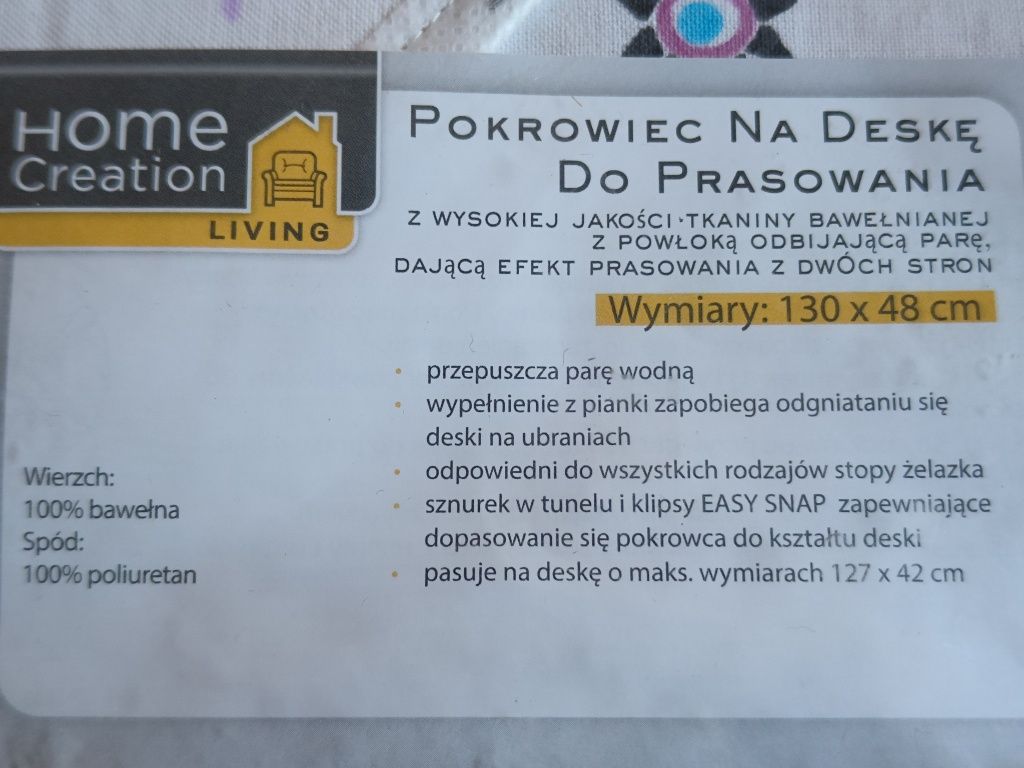 Home
Creation
LIVING
Pokrowiec Na Deskę
Do Prasowania
z wysokiej jakości tkaniny bawełnianej
z powłoką odbijającą parę,
dającą efekt prasowania z dwóch stron
Wymiary: 130 x 48 cm
• przepuszcza parę wodną
• wypełnienie z pianki zapobiega odgniataniu się
deski na ubraniach
• odpowiedni do wszystkich rodzajów stopy żelazka
• sznurek w tunelu i klipsy EASY SNAP zapewniające
dopasowanie się pokrowca do kształtu deski
• pasuje na deskę o maks. wymiarach 127 x 42 cm
Wierzch:
100% bawełna
Spód:
100% poliuretan